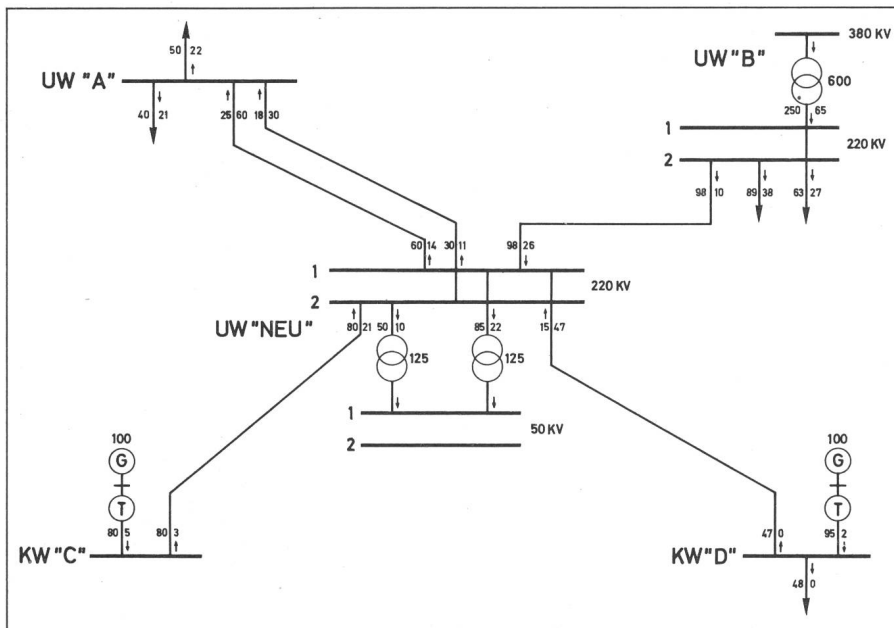 380 KV
50 22
UW "A"
UW "B"
600
40 21
25 60
18 30
250 65
1
220 KV
2
98 10
89 38
63 27
60 14
30 11
98 26
1
220 KV
2
UW "NEU"
80 21
50 10
85 22
15 47
125
125
1
50 KV
2
100
G
T
80 5
80 3
KW "C"
100
G
T
47 0
95 2
KW "D"
48 0